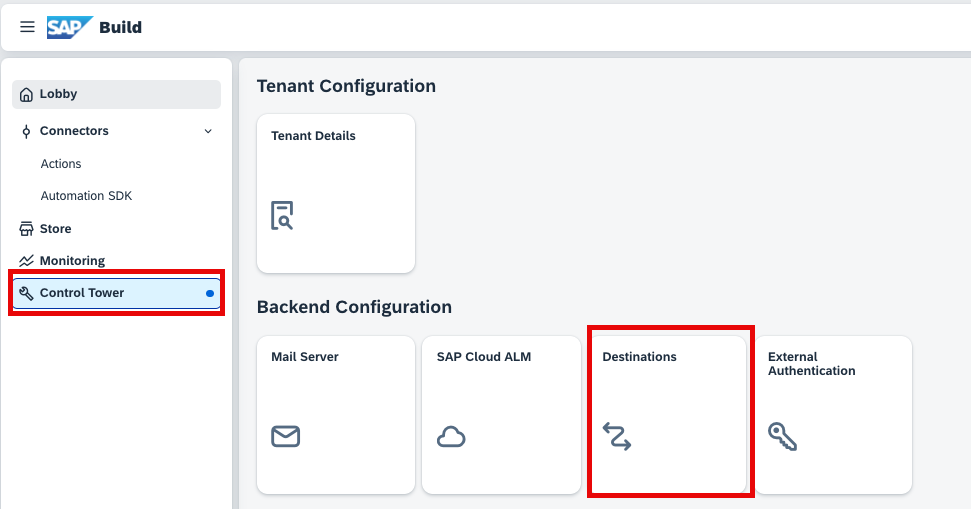 SAP Build
Lobby
Connectors
Actions
Automation SDK
Store
Monitoring
Control Tower
Tenant Configuration
Tenant Details
Backend Configuration
Mail Server
SAP Cloud ALM
Destinations
External
Authentication